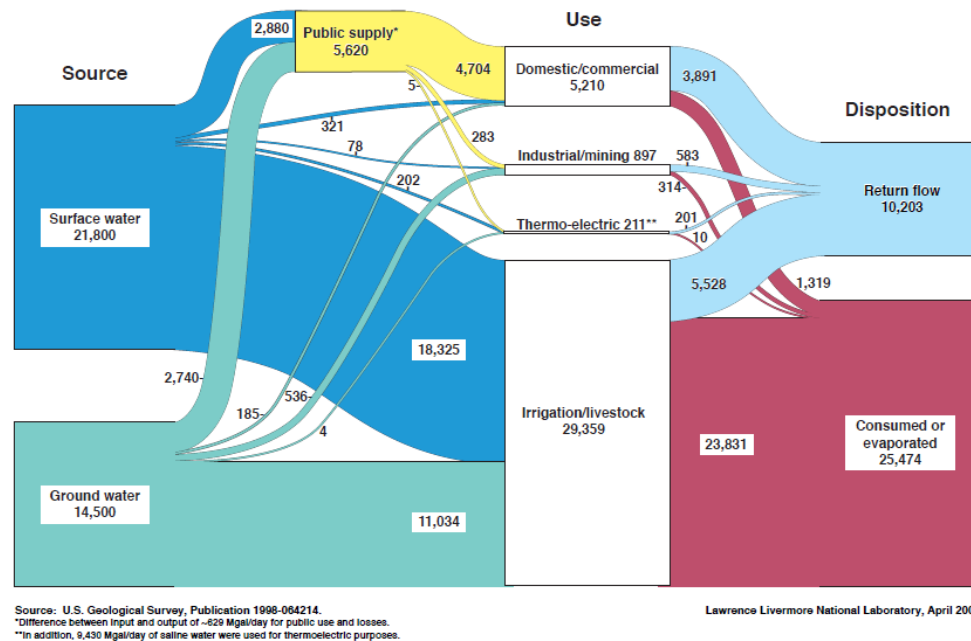 Use
Source
Disposition
2,880
Public supply*
5,620
4,704
5-
321
78
202
283
Domestic/commercial
5,210
Industrial/mining 897
Thermo-electric 211**
3,891
583
314-
201
10
5,528
1,319
Return flow
10,203
Surface water
21,800
18,325
2,740-
185-
536-
4
Irrigation/livestock
29,359
23,831
Consumed or
evaporated
25,474
Ground water
14,500
11,034
Source: U.S. Geological Survey, Publication 1998-064214.
*Difference between input and output of ~629 Mgal/day for public use and losses.
**In addition, 9,430 Mgal/day of saline water were used for thermoelectric purposes.
Lawrence Livermore National Laboratory, April